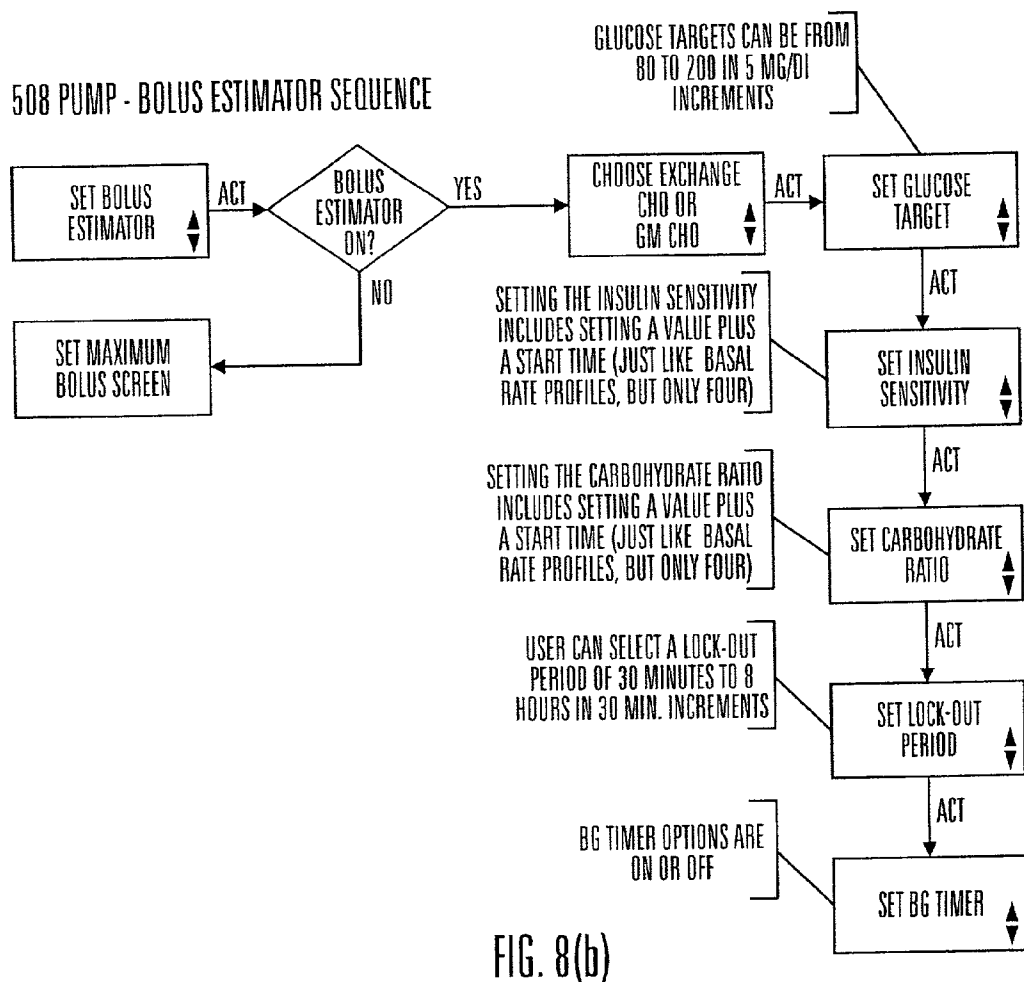 GLUCOSE TARGETS CAN BE FROM
80 TO 200 IN 5 MG/Dl
INCREMENTS
508 PUMP - BOLUS ESTIMATOR SEQUENCE
SET BOLUS
ESTIMATOR
ACT
BOLUS
ESTIMATOR
ON?
YES
CHOOSE EXCHANGE
CHO OR
GM CHO
ACT
SET GLUCOSE
TARGET
NO
ACT
SET MAXIMUM
BOLUS SCREEN
SETTING THE INSULIN SENSITIVITY
INCLUDES SETTING A VALUE PLUS
A START TIME (JUST LIKE BASAL
RATE PROFILES, BUT ONLY FOUR)
SET INSULIN
SENSITIVITY
ACT
SETTING THE CARBOHYDRATE RATIO
INCLUDES SETTING A VALUE PLUS
A START TIME (JUST LIKE BASAL
RATE PROFILES, BUT ONLY FOUR)
SET CARBOHYDRATE
RATIO
ACT
USER CAN SELECT A LOCK-OUT
PERIOD OF 30 MINUTES TO 8
HOURS IN 30 MIN. INCREMENTS
SET LOCK-OUT
PERIOD
ACT
BG TIMER OPTIONS ARE
ON OR OFF
SET BG TIMER
FIG. 8(b)